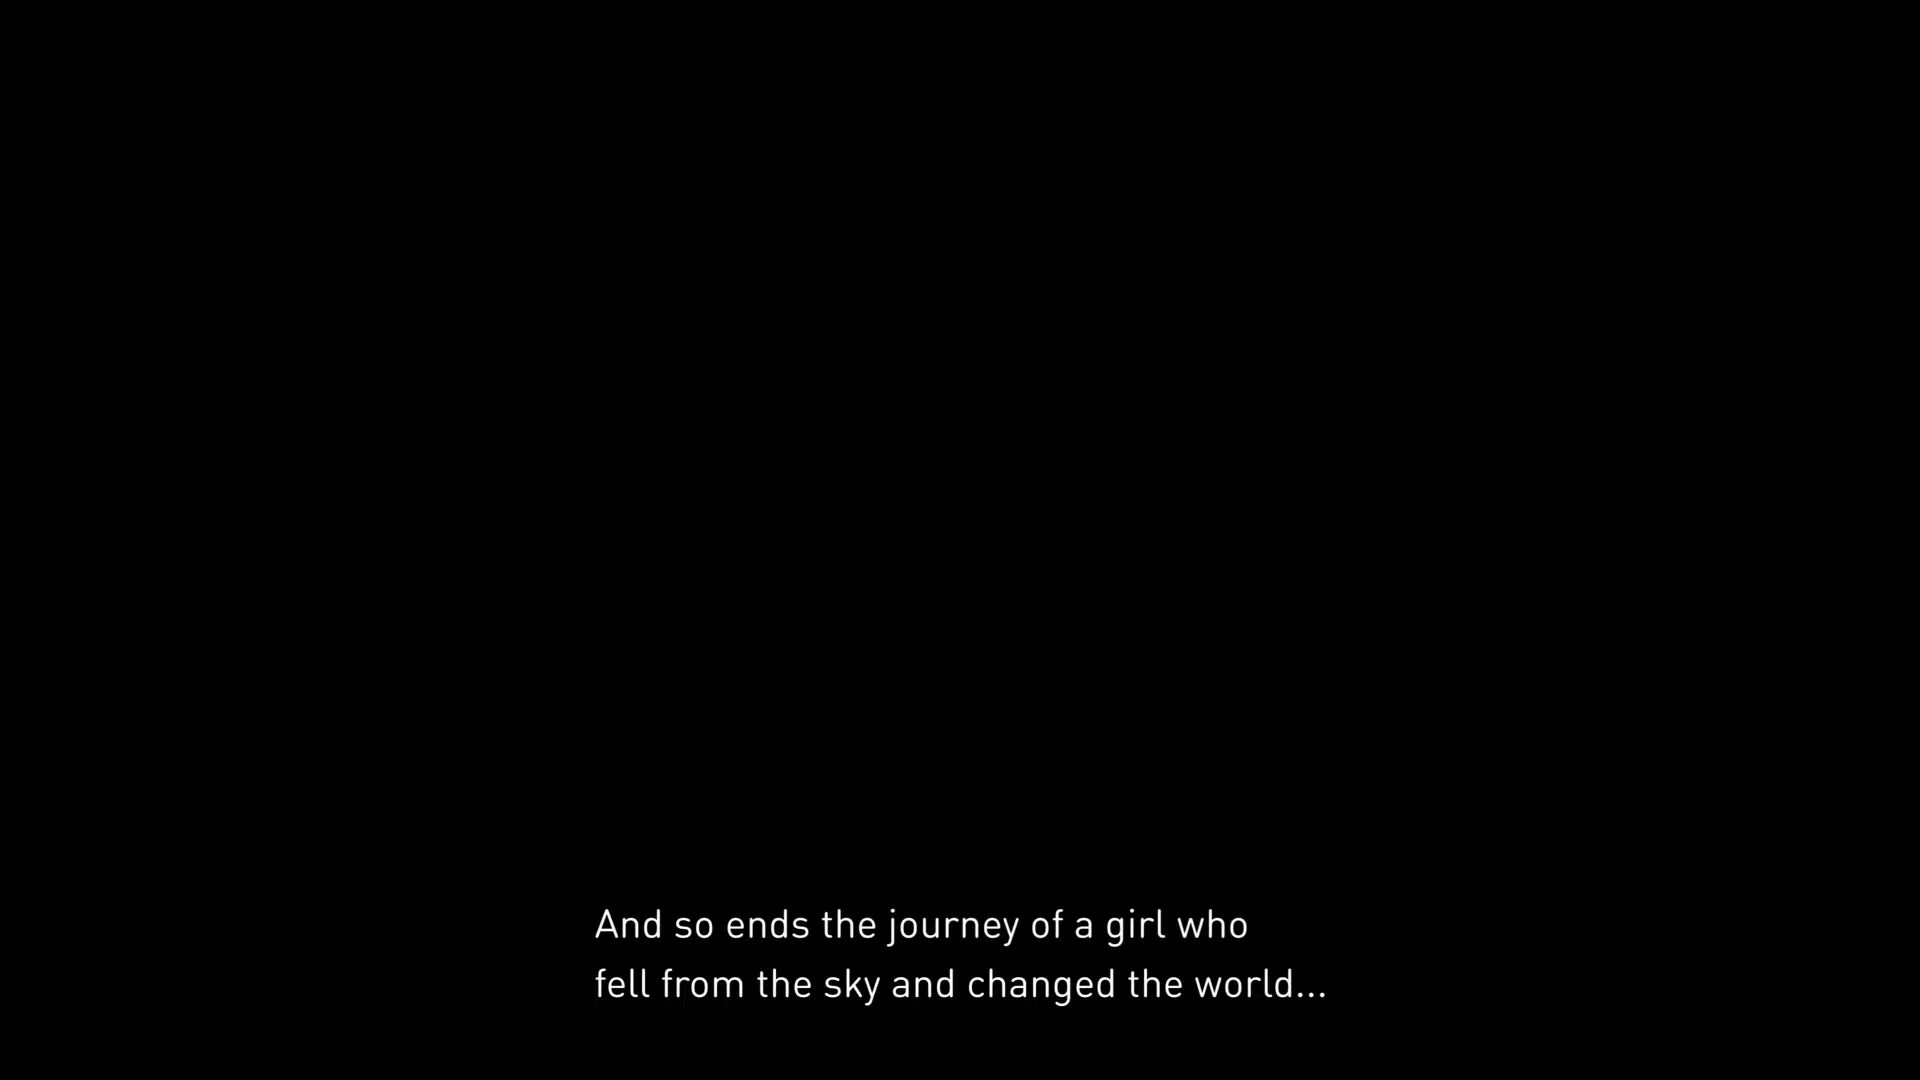 And so ends the journey of a girl who
fell from the sky and changed the world...